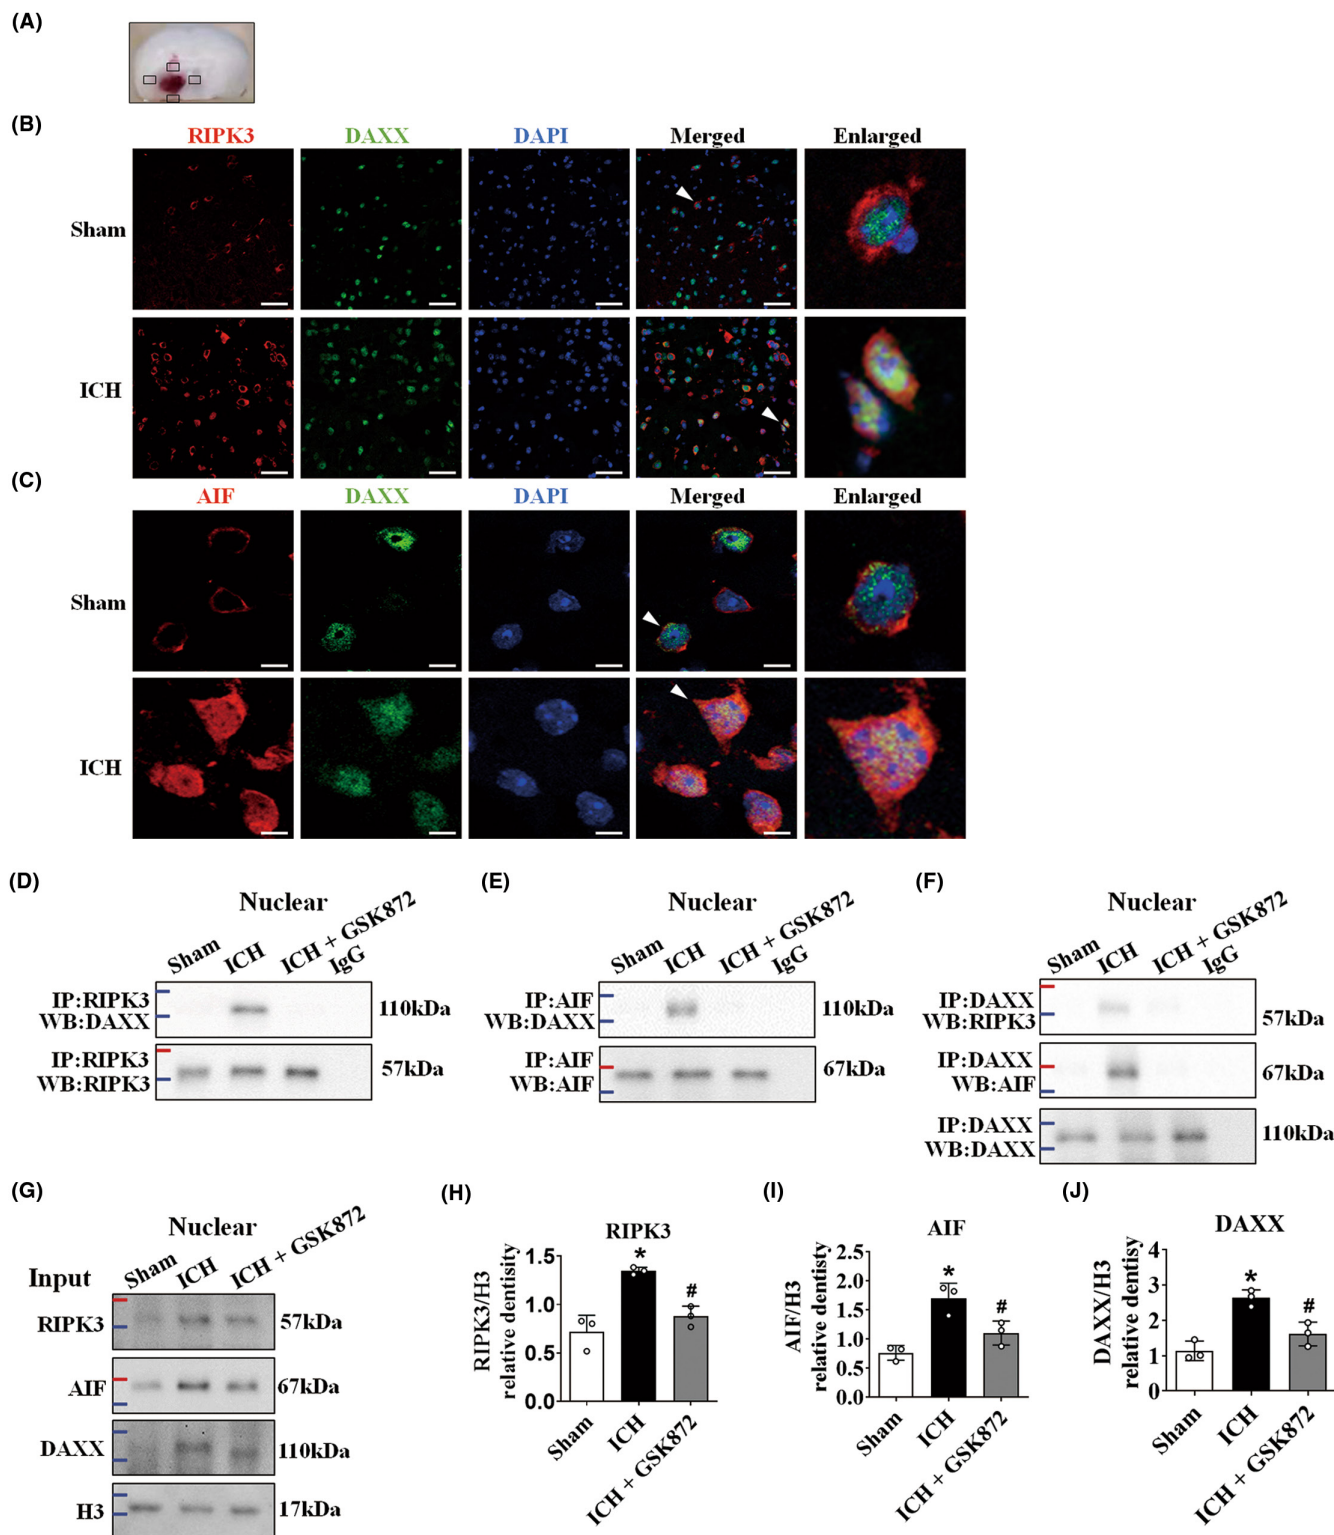 (A)
(B)
RIPK3 DAXX DAPI Merged Enlarged
Sham
ICH
(C)
AIF DAXX DAPI Merged Enlarged
Sham
ICH
(D)
Nuclear
Sham ICH ICH + GSK872 IgG
IP:RIPK3
WB:DAXX
110kDa
IP:RIPK3
WB:RIPK3
57kDa
(E)
Nuclear
Sham ICH ICH + GSK872 IgG
IP:AIF
WB:DAXX
110kDa
IP:AIF
WB:AIF
67kDa
(F)
Nuclear
Sham ICH ICH + GSK872 IgG
IP:DAXX
WB:RIPK3
57kDa
IP:DAXX
WB:AIF
67kDa
IP:DAXX
WB:DAXX
110kDa
(G)
Nuclear
Input Sham ICH ICH + GSK872
RIPK3 57kDa
AIF 67kDa
DAXX 110kDa
H3 17kDa
(H)
RIPK3
RIPK3/H3
relative dentisity
1.5
1.0
0.5
0.0
*
#
Sham
ICH
ICH + GSK872
(I)
AIF
AIF/H3
relative dentisity
2.5
2.0
1.5
1.0
0.5
0.0
*
#
Sham
ICH
ICH + GSK872
(J)
DAXX
DAXX/H3
relative dentisy
4
3
2
1
0
*
#
Sham
ICH
ICH + GSK872